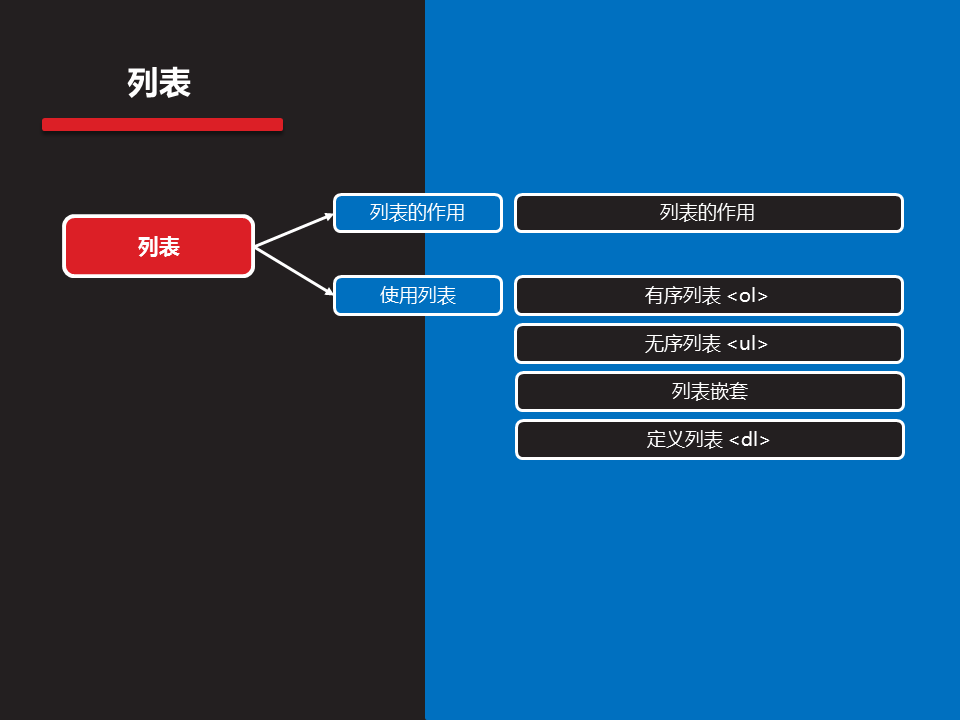 列表
列表
列表的作用
列表的作用
使用列表
有序列表 <ol>
无序列表 <ul>
列表嵌套
定义列表 <dl>